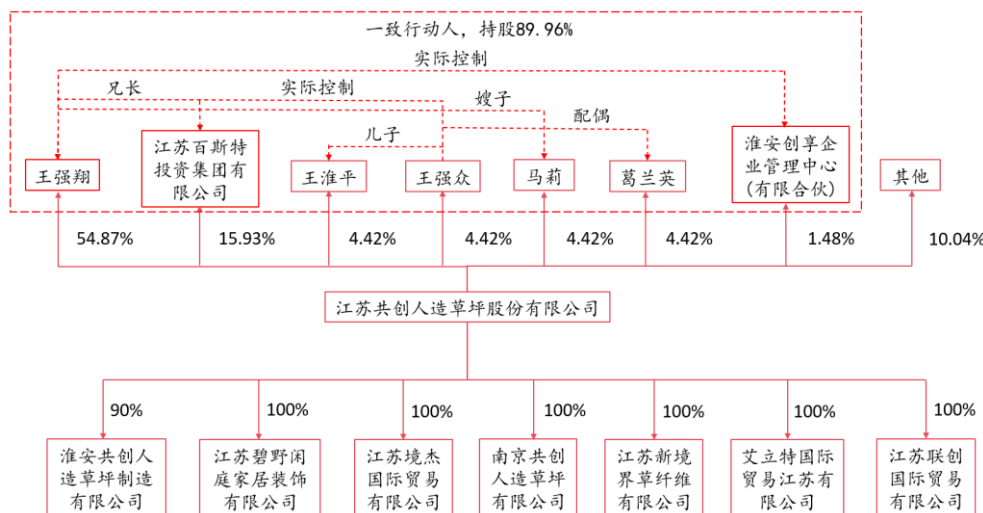 一致行动人，持股89.96%
实际控制
兄长
实际控制
嫂子
配偶
儿子
王强翔
江苏百斯特
投资集团有
限公司
王淮平
王强众
马莉
葛兰英
淮安创享企
业管理中心
(有限合伙)
其他
54.87%
15.93%
4.42%
4.42%
4.42%
4.42%
1.48%
10.04%
江苏共创人造草坪股份有限公司
90%
100%
100%
100%
100%
100%
100%
淮安共创人
造草坪制造
有限公司
江苏碧野闲
庭家居装饰
有限公司
江苏境杰
国际贸易
有限公司
南京共创
人造草坪
有限公司
江苏新境
界草纤维
有限公司
艾立特国际
贸易江苏有
限公司
江苏联创
国际贸易
有限公司